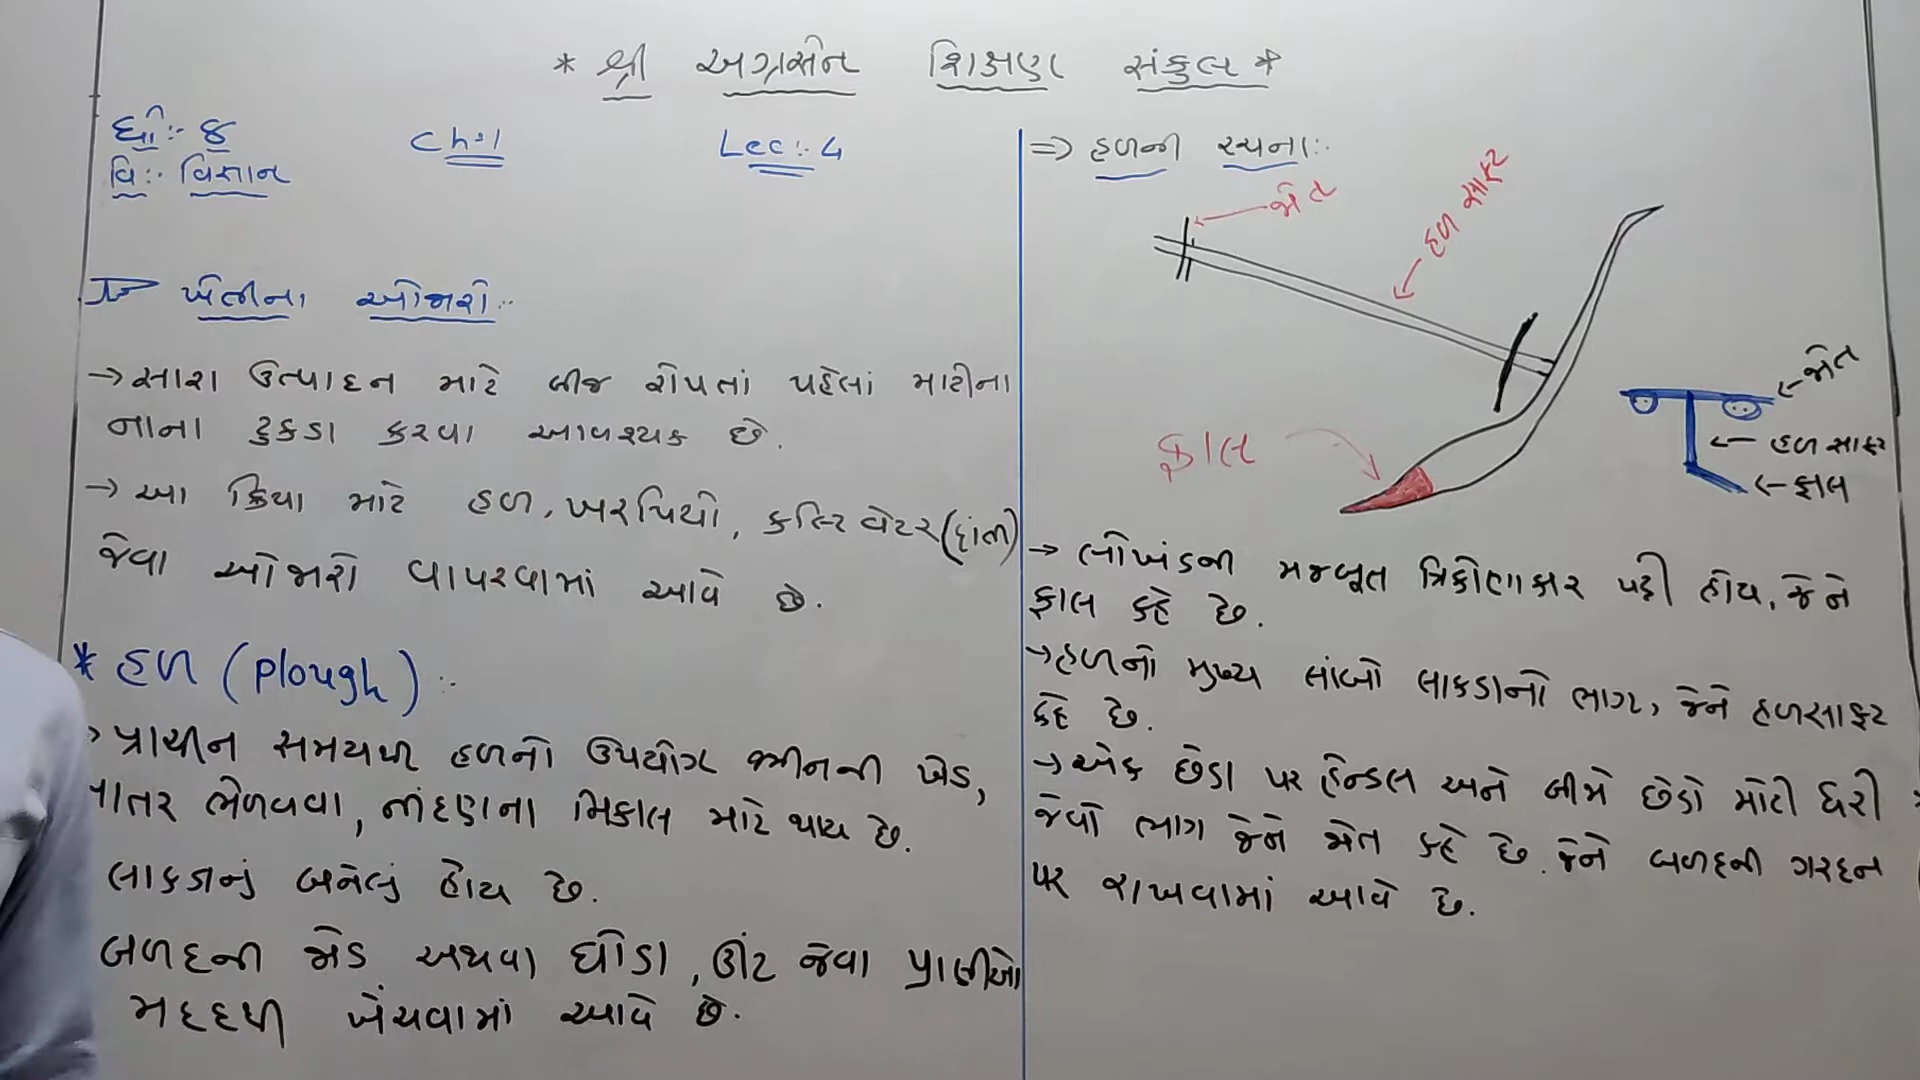 * શ્રી અગ્રસેન શિક્ષણ સંકુલ *
ધો:- ૪
Ch:1
Lec:- 4
વિ:- વિજ્ઞાન
ખેતીના ઓજારો:-
→ સારા ઉત્પાદન માટે બીજ રોપતાં પહેલાં માટીના
નાના ટુકડા કરવા આવશ્યક છે.
→ આ ક્રિયા માટે હળ, ખરપિયો, કલ્ટિવેટર (દાંતી)
જેવા ઓજારો વાપરવામાં આવે છે.
* હળ (Plough) :-
→ પ્રાચીન સમયથી હળનો ઉપયોગ જમીનની ખેડ,
ખાતર ભેળવવા, નીંદણના નિકાલ માટે થાય છે.
લાકડાનું બનેલું હોય છે.
બળદની જોડ અથવા ઘોડા, ઊંટ જેવા પ્રાણીઓ
મદદથી ખેંચવામાં આવે છે.
⇒ હળની રચના:-
જોત
હળ સાફ્ટ
ફાલ
જોત
હળ સાફ્ટ
ફાલ
→ લોખંડની મજબૂત ત્રિકોણાકાર પટ્ટી હોય, જેને
ફાલ કહે છે.
→ હળનો મુખ્ય લાંબો લાકડાનો ભાગ, જેને હળસાફ્ટ
કહે છે.
→ એક છેડા પર હેન્ડલ અને બીજો છેડો મોટી ધરી
જેવો ભાગ જેને જોત કહે છે. જેને બળદની ગરદન
પર રાખવામાં આવે છે.